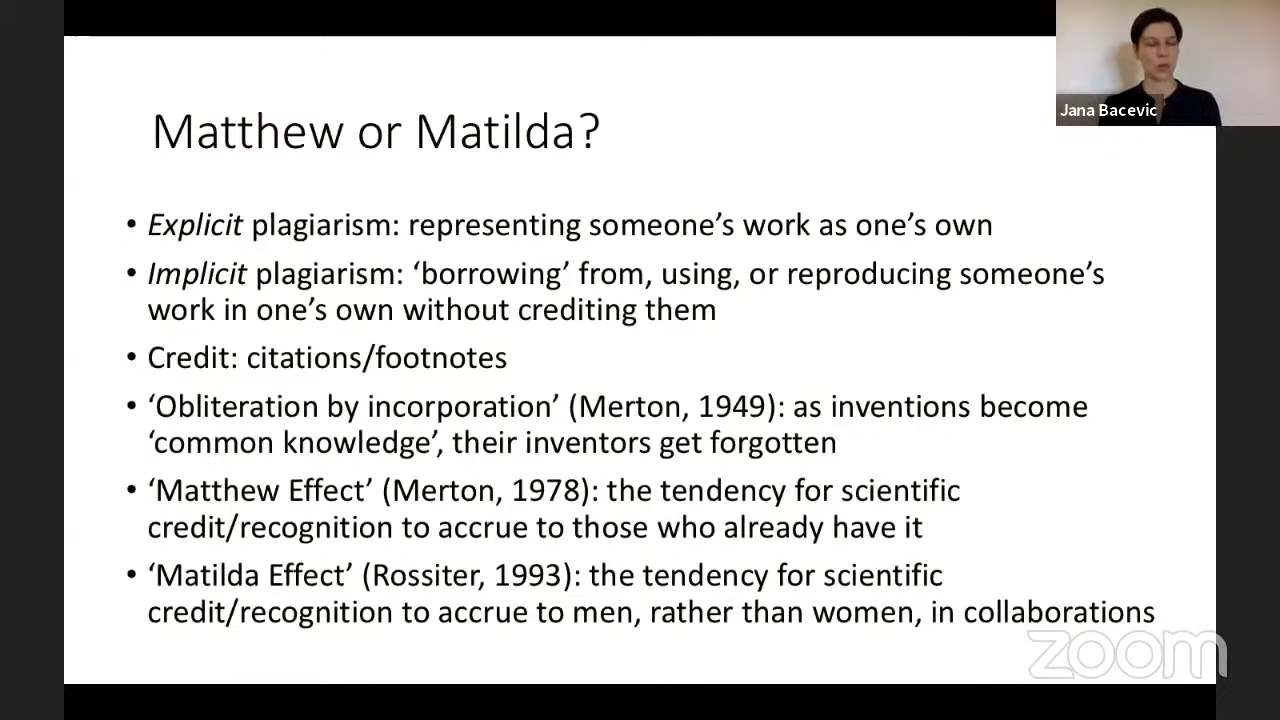 Jana Bacevic
Matthew or Matilda?
• Explicit plagiarism: representing someone’s work as one’s own
• Implicit plagiarism: ‘borrowing’ from, using, or reproducing someone’s
work in one’s own without crediting them
• Credit: citations/footnotes
• ‘Obliteration by incorporation’ (Merton, 1949): as inventions become
‘common knowledge’, their inventors get forgotten
• ‘Matthew Effect’ (Merton, 1978): the tendency for scientific
credit/recognition to accrue to those who already have it
• ‘Matilda Effect’ (Rossiter, 1993): the tendency for scientific
credit/recognition to accrue to men, rather than women, in collaborations
zoom